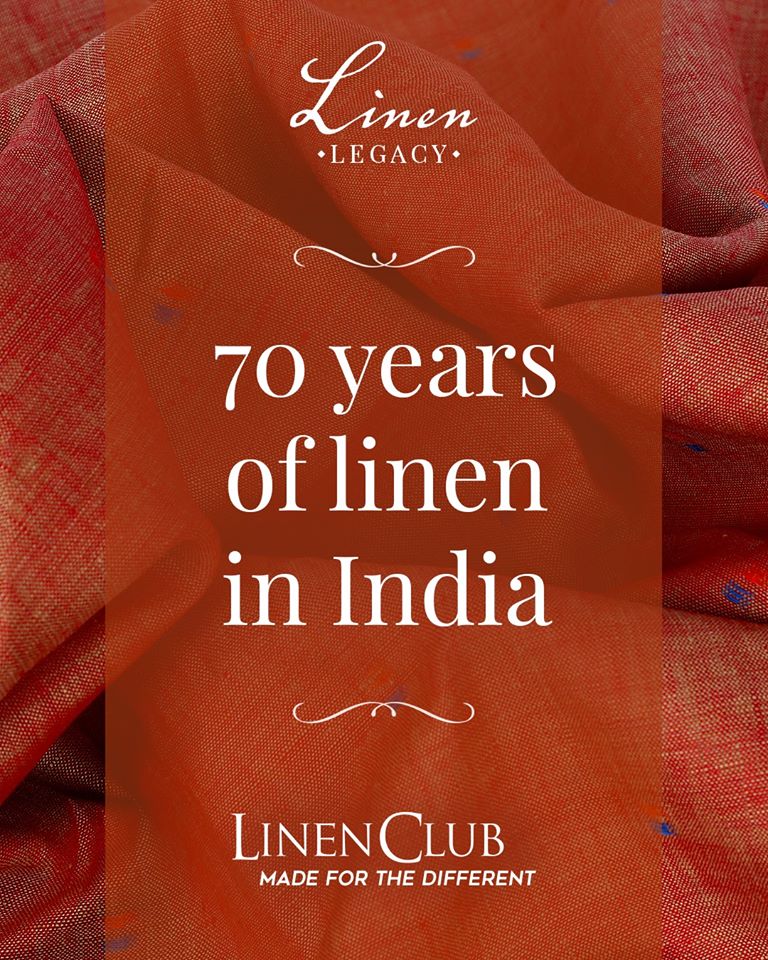 Linen
LEGACY
70 years
of linen
in India
LINEN CLUB
MADE FOR THE DIFFERENT